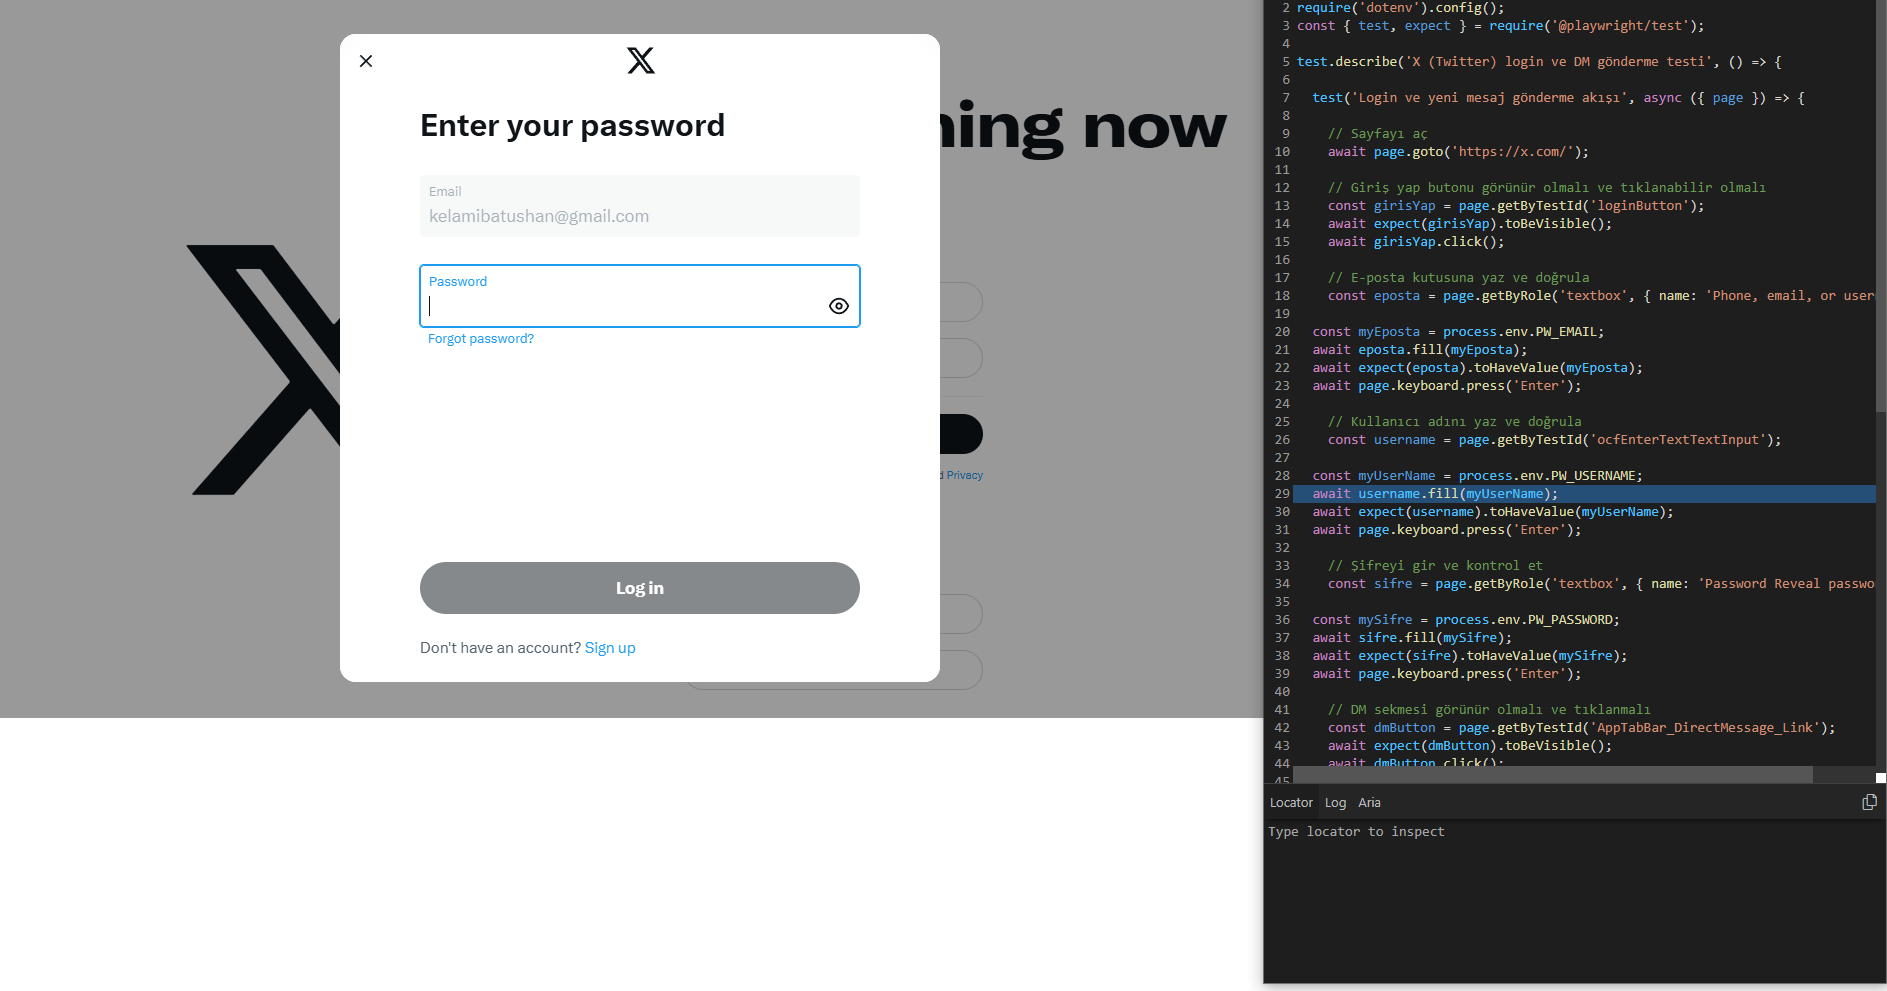 ning now
d Privacy
Enter your password
Email
kelamibatushan@gmail.com
Password
Forgot password?
Log in
Don't have an account? Sign up
2 require('dotenv').config();
3 const { test, expect } = require('@playwright/test');
4
5 test.describe('X (Twitter) login ve DM gönderme testi', () => {
6
7 test('Login ve yeni mesaj gönderme akışı', async ({ page }) => {
8
9 // Sayfayı aç
10 await page.goto('https://x.com/');
11
12 // Giriş yap butonu görünür olmalı ve tıklanabilir olmalı
13 const girisYap = page.getByTestId('loginButton');
14 await expect(girisYap).toBeVisible();
15 await girisYap.click();
16
17 // E-posta kutusuna yaz ve doğrula
18 const eposta = page.getByRole('textbox', { name: 'Phone, email, or user
19
20 const myEposta = process.env.PW_EMAIL;
21 await eposta.fill(myEposta);
22 await expect(eposta).toHaveValue(myEposta);
23 await page.keyboard.press('Enter');
24
25 // Kullanıcı adını yaz ve doğrula
26 const username = page.getByTestId('ocfEnterTextTextInput');
27
28 const myUserName = process.env.PW_USERNAME;
29 await username.fill(myUserName);
30 await expect(username).toHaveValue(myUserName);
31 await page.keyboard.press('Enter');
32
33 // Şifreyi gir ve kontrol et
34 const sifre = page.getByRole('textbox', { name: 'Password Reveal passwo
35
36 const mySifre = process.env.PW_PASSWORD;
37 await sifre.fill(mySifre);
38 await expect(sifre).toHaveValue(mySifre);
39 await page.keyboard.press('Enter');
40
41 // DM sekmesi görünür olmalı ve tıklanmalı
42 const dmButton = page.getByTestId('AppTabBar_DirectMessage_Link');
43 await expect(dmButton).toBeVisible();
44 await dmButton.click();
45
Locator Log Aria
Type locator to inspect